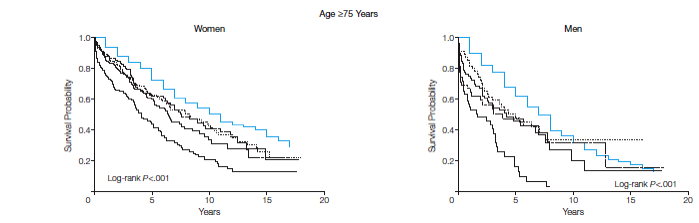 Age ≥75 Years
Women
Survival Probability
1.0
0.8
0.6
0.4
0.2
0
5
10
15
20
Years
Log-rank P<.001
Men
Survival Probability
1.0
0.8
0.6
0.4
0.2
0
5
10
15
20
Years
Log-rank P<.001